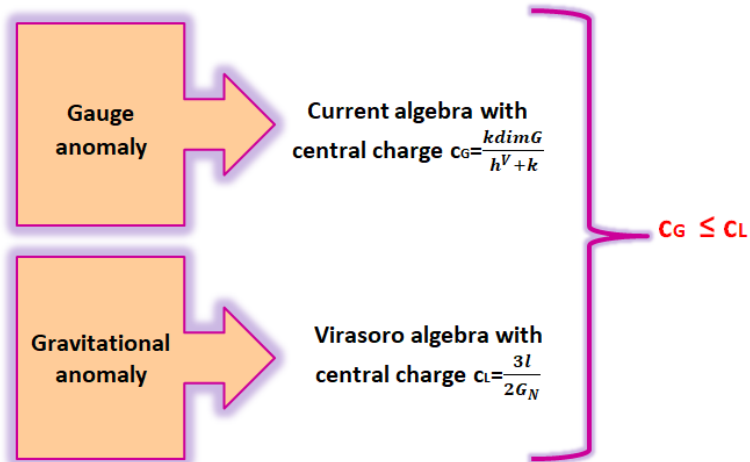 Gauge
anomaly
Current algebra with
central charge cG=kdimG/h^V+k
Gravitational
anomaly
Virasoro algebra with
central charge cL=3l/2G_N
cG ≤ cL